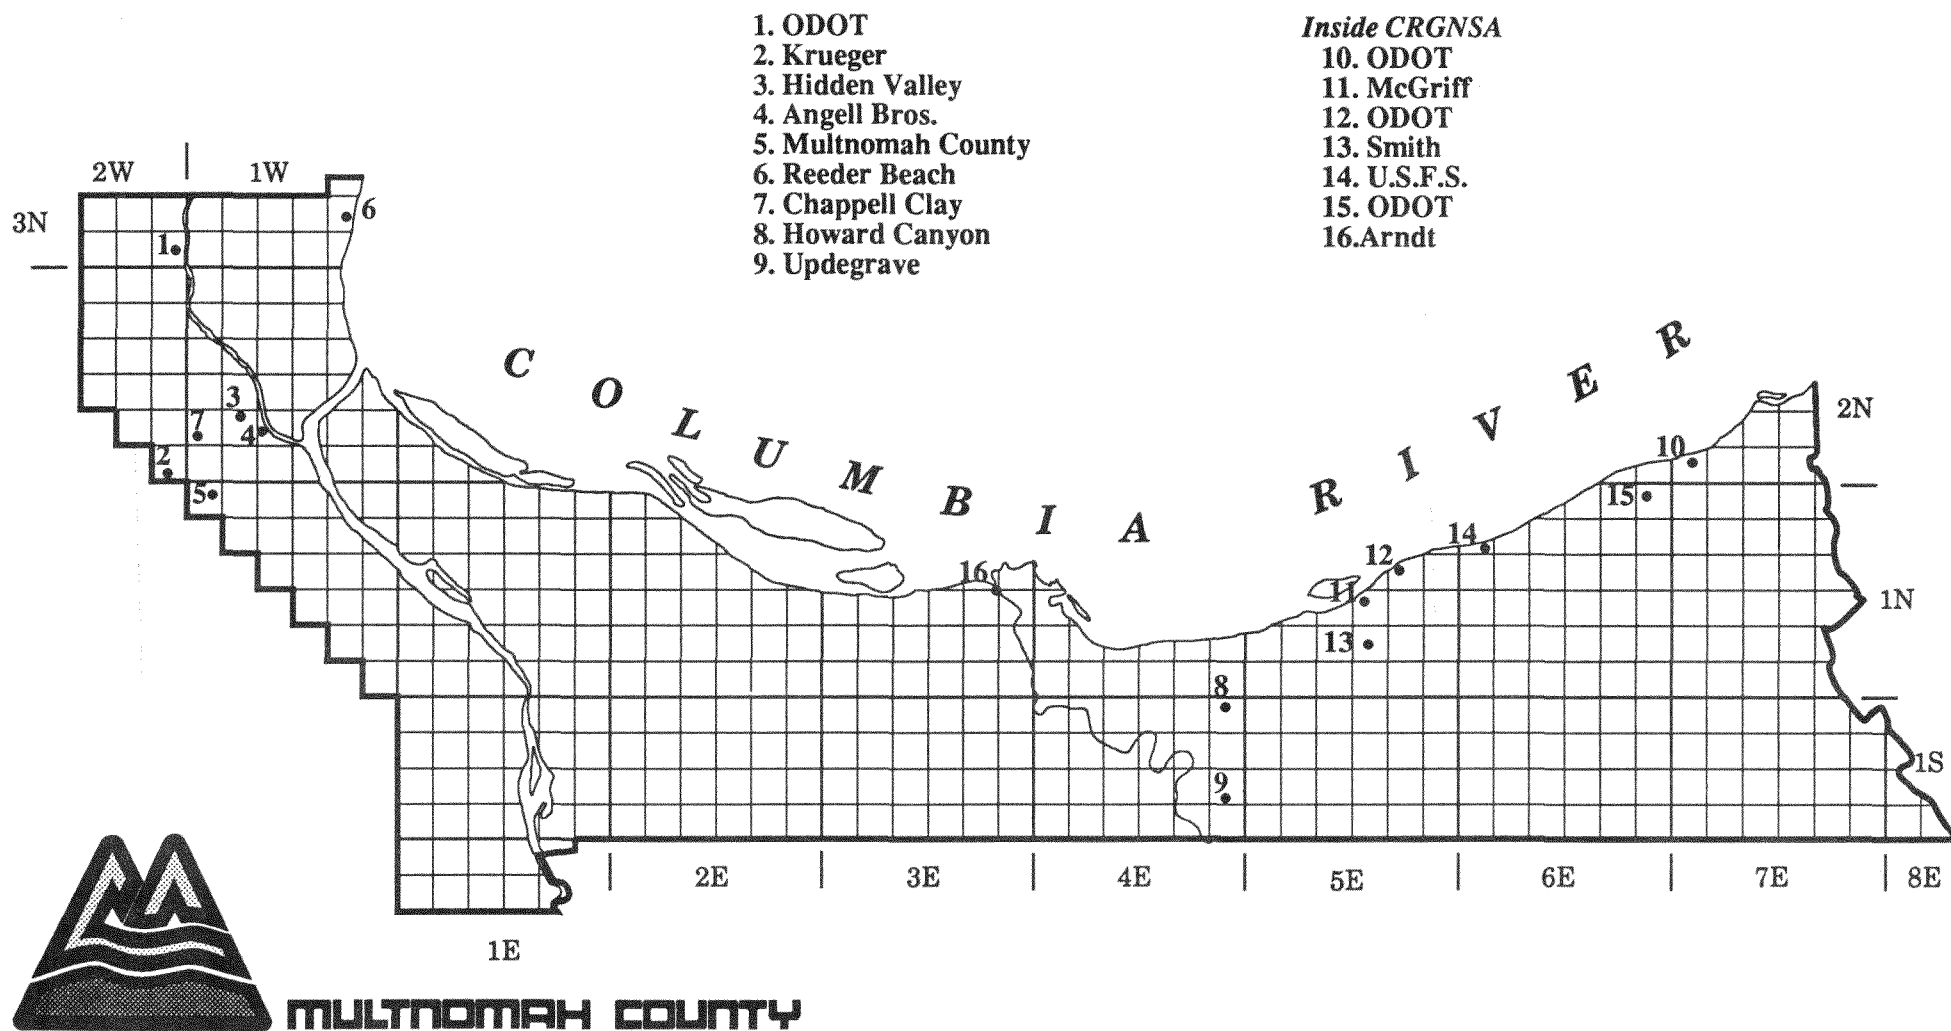 1. ODOT
2. Krueger
3. Hidden Valley
4. Angell Bros.
5. Multnomah County
6. Reeder Beach
7. Chappell Clay
8. Howard Canyon
9. Updegrave
Inside CRGNSA
10. ODOT
11. McGriff
12. ODOT
13. Smith
14. U.S.F.S.
15. ODOT
16.Arndt
2W
1W
3N
6
1
COLUMBIA RIVER
3
7
4
2
5
2N
10
15
14
12
16
11
1N
13
8
1S
9
2E
3E
4E
5E
6E
7E
8E
1E
MULTNOMAH COUNTY